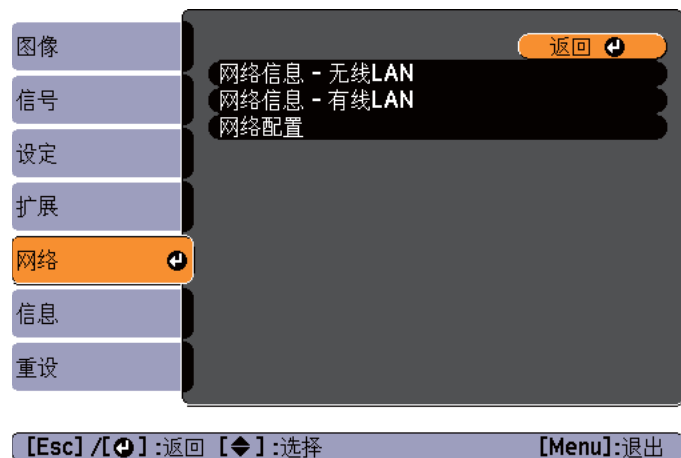 图像
信号
设定
扩展
网络
信息
重设
返回
网络信息 - 无线LAN
网络信息 - 有线LAN
网络配置
[Esc] /[ ] :返回 [ ] :选择 [Menu]:退出